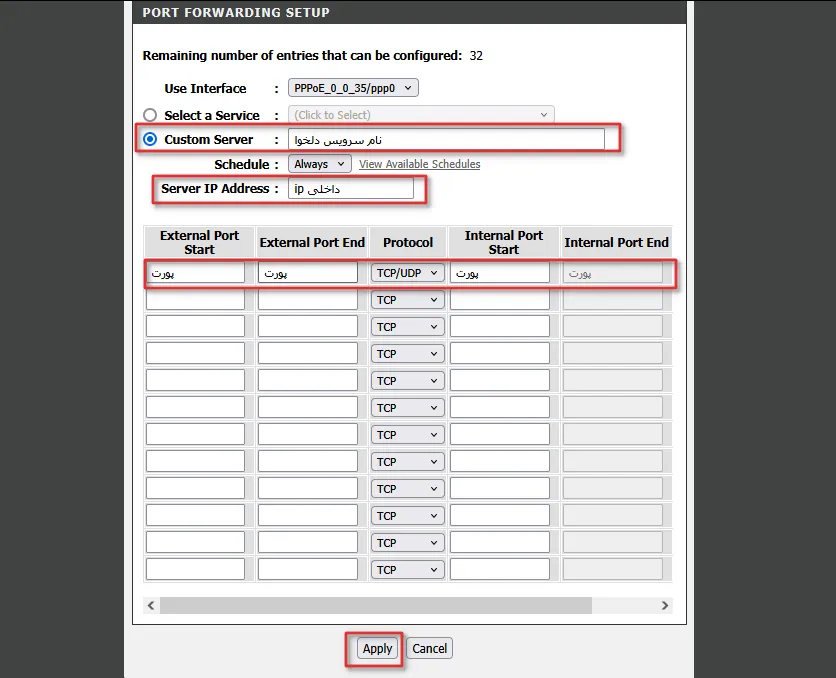 PORT FORWARDING SETUP
Remaining number of entries that can be configured: 32
Use Interface : PPPoE_0_0_35/ppp0
Select a Service : (Click to Select)
Custom Server : نام سرویس دلخوا
Schedule : Always View Available Schedules
Server IP Address : داخلی ip
External Port Start External Port End Protocol Internal Port Start Internal Port End
پورت پورت TCP/UDP پورت پورت
TCP
TCP
TCP
TCP
TCP
TCP
TCP
TCP
TCP
TCP
TCP
Apply Cancel